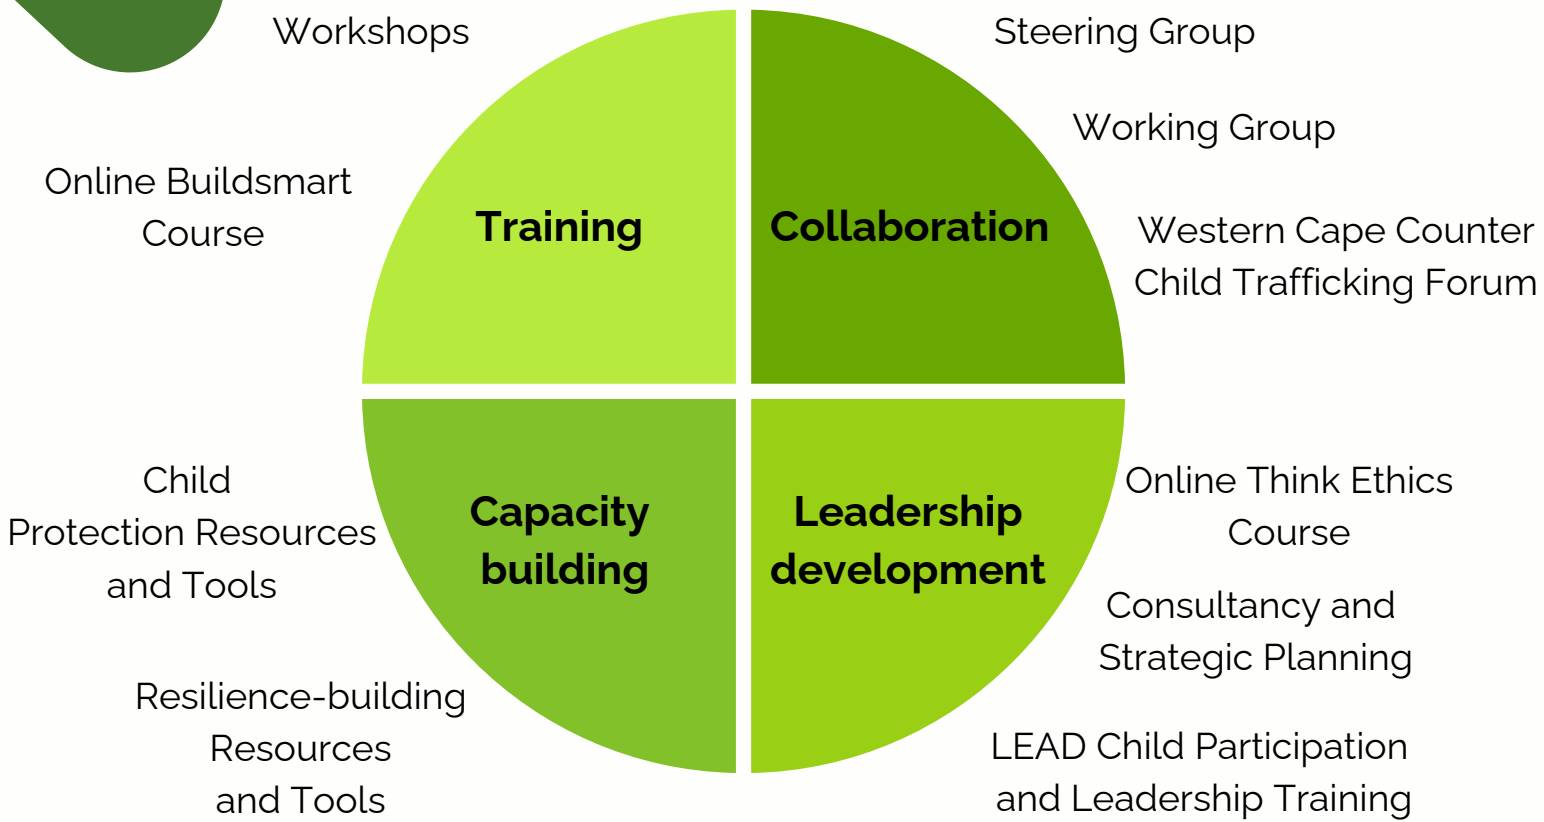 Workshops
Online Buildsmart
Course
Training
Steering Group
Working Group
Western Cape Counter
Child Trafficking Forum
Collaboration
Child
Protection Resources
and Tools
Resilience-building
Resources
and Tools
Capacity
building
Leadership
development
Online Think Ethics
Course
Consultancy and
Strategic Planning
LEAD Child Participation
and Leadership Training